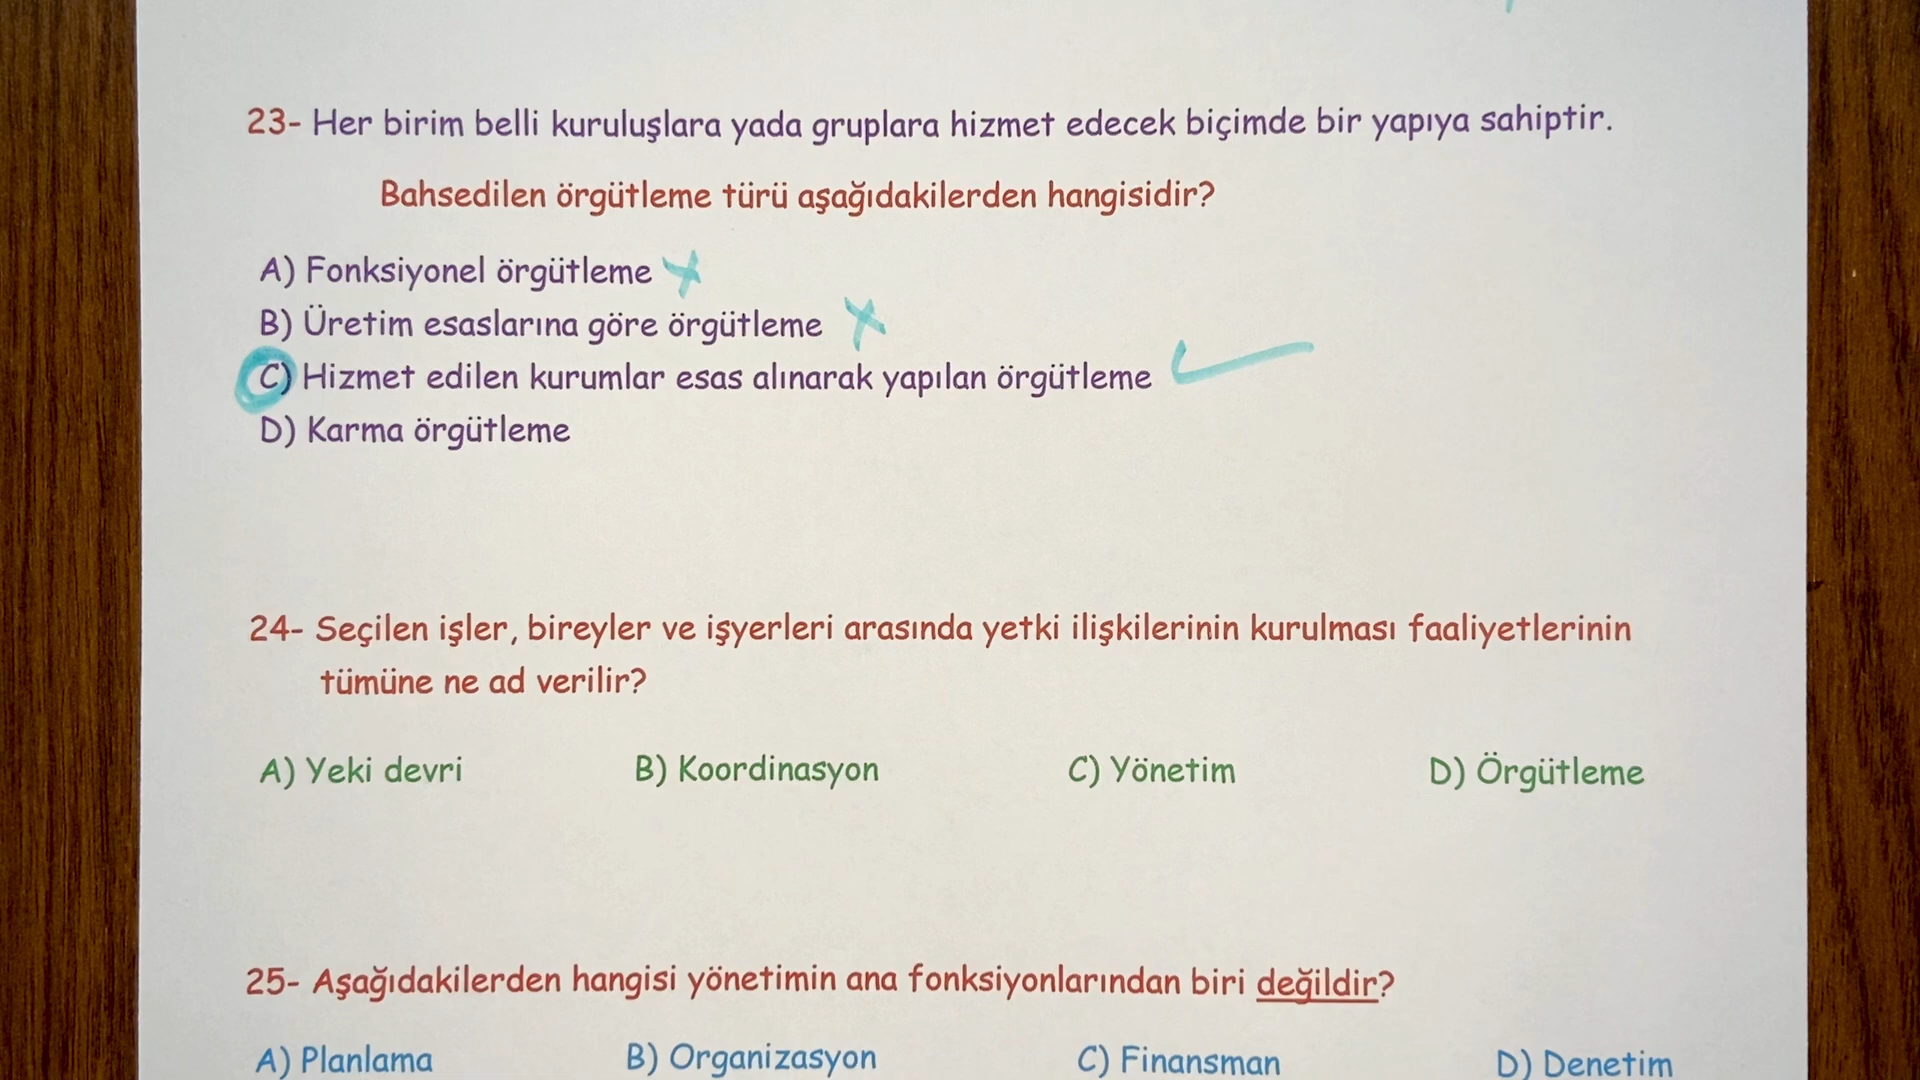 23- Her birim belli kuruluşlara yada gruplara hizmet edecek biçimde bir yapıya sahiptir.
Bahsedilen örgütleme türü aşağıdakilerden hangisidir?
A) Fonksiyonel örgütleme
B) Üretim esaslarına göre örgütleme
C) Hizmet edilen kurumlar esas alınarak yapılan örgütleme
D) Karma örgütleme
24- Seçilen işler, bireyler ve işyerleri arasında yetki ilişkilerinin kurulması faaliyetlerinin
tümüne ne ad verilir?
A) Yeki devri B) Koordinasyon C) Yönetim D) Örgütleme
25- Aşağıdakilerden hangisi yönetimin ana fonksiyonlarından biri değildir?
A) Planlama B) Organizasyon C) Finansman D) Denetim